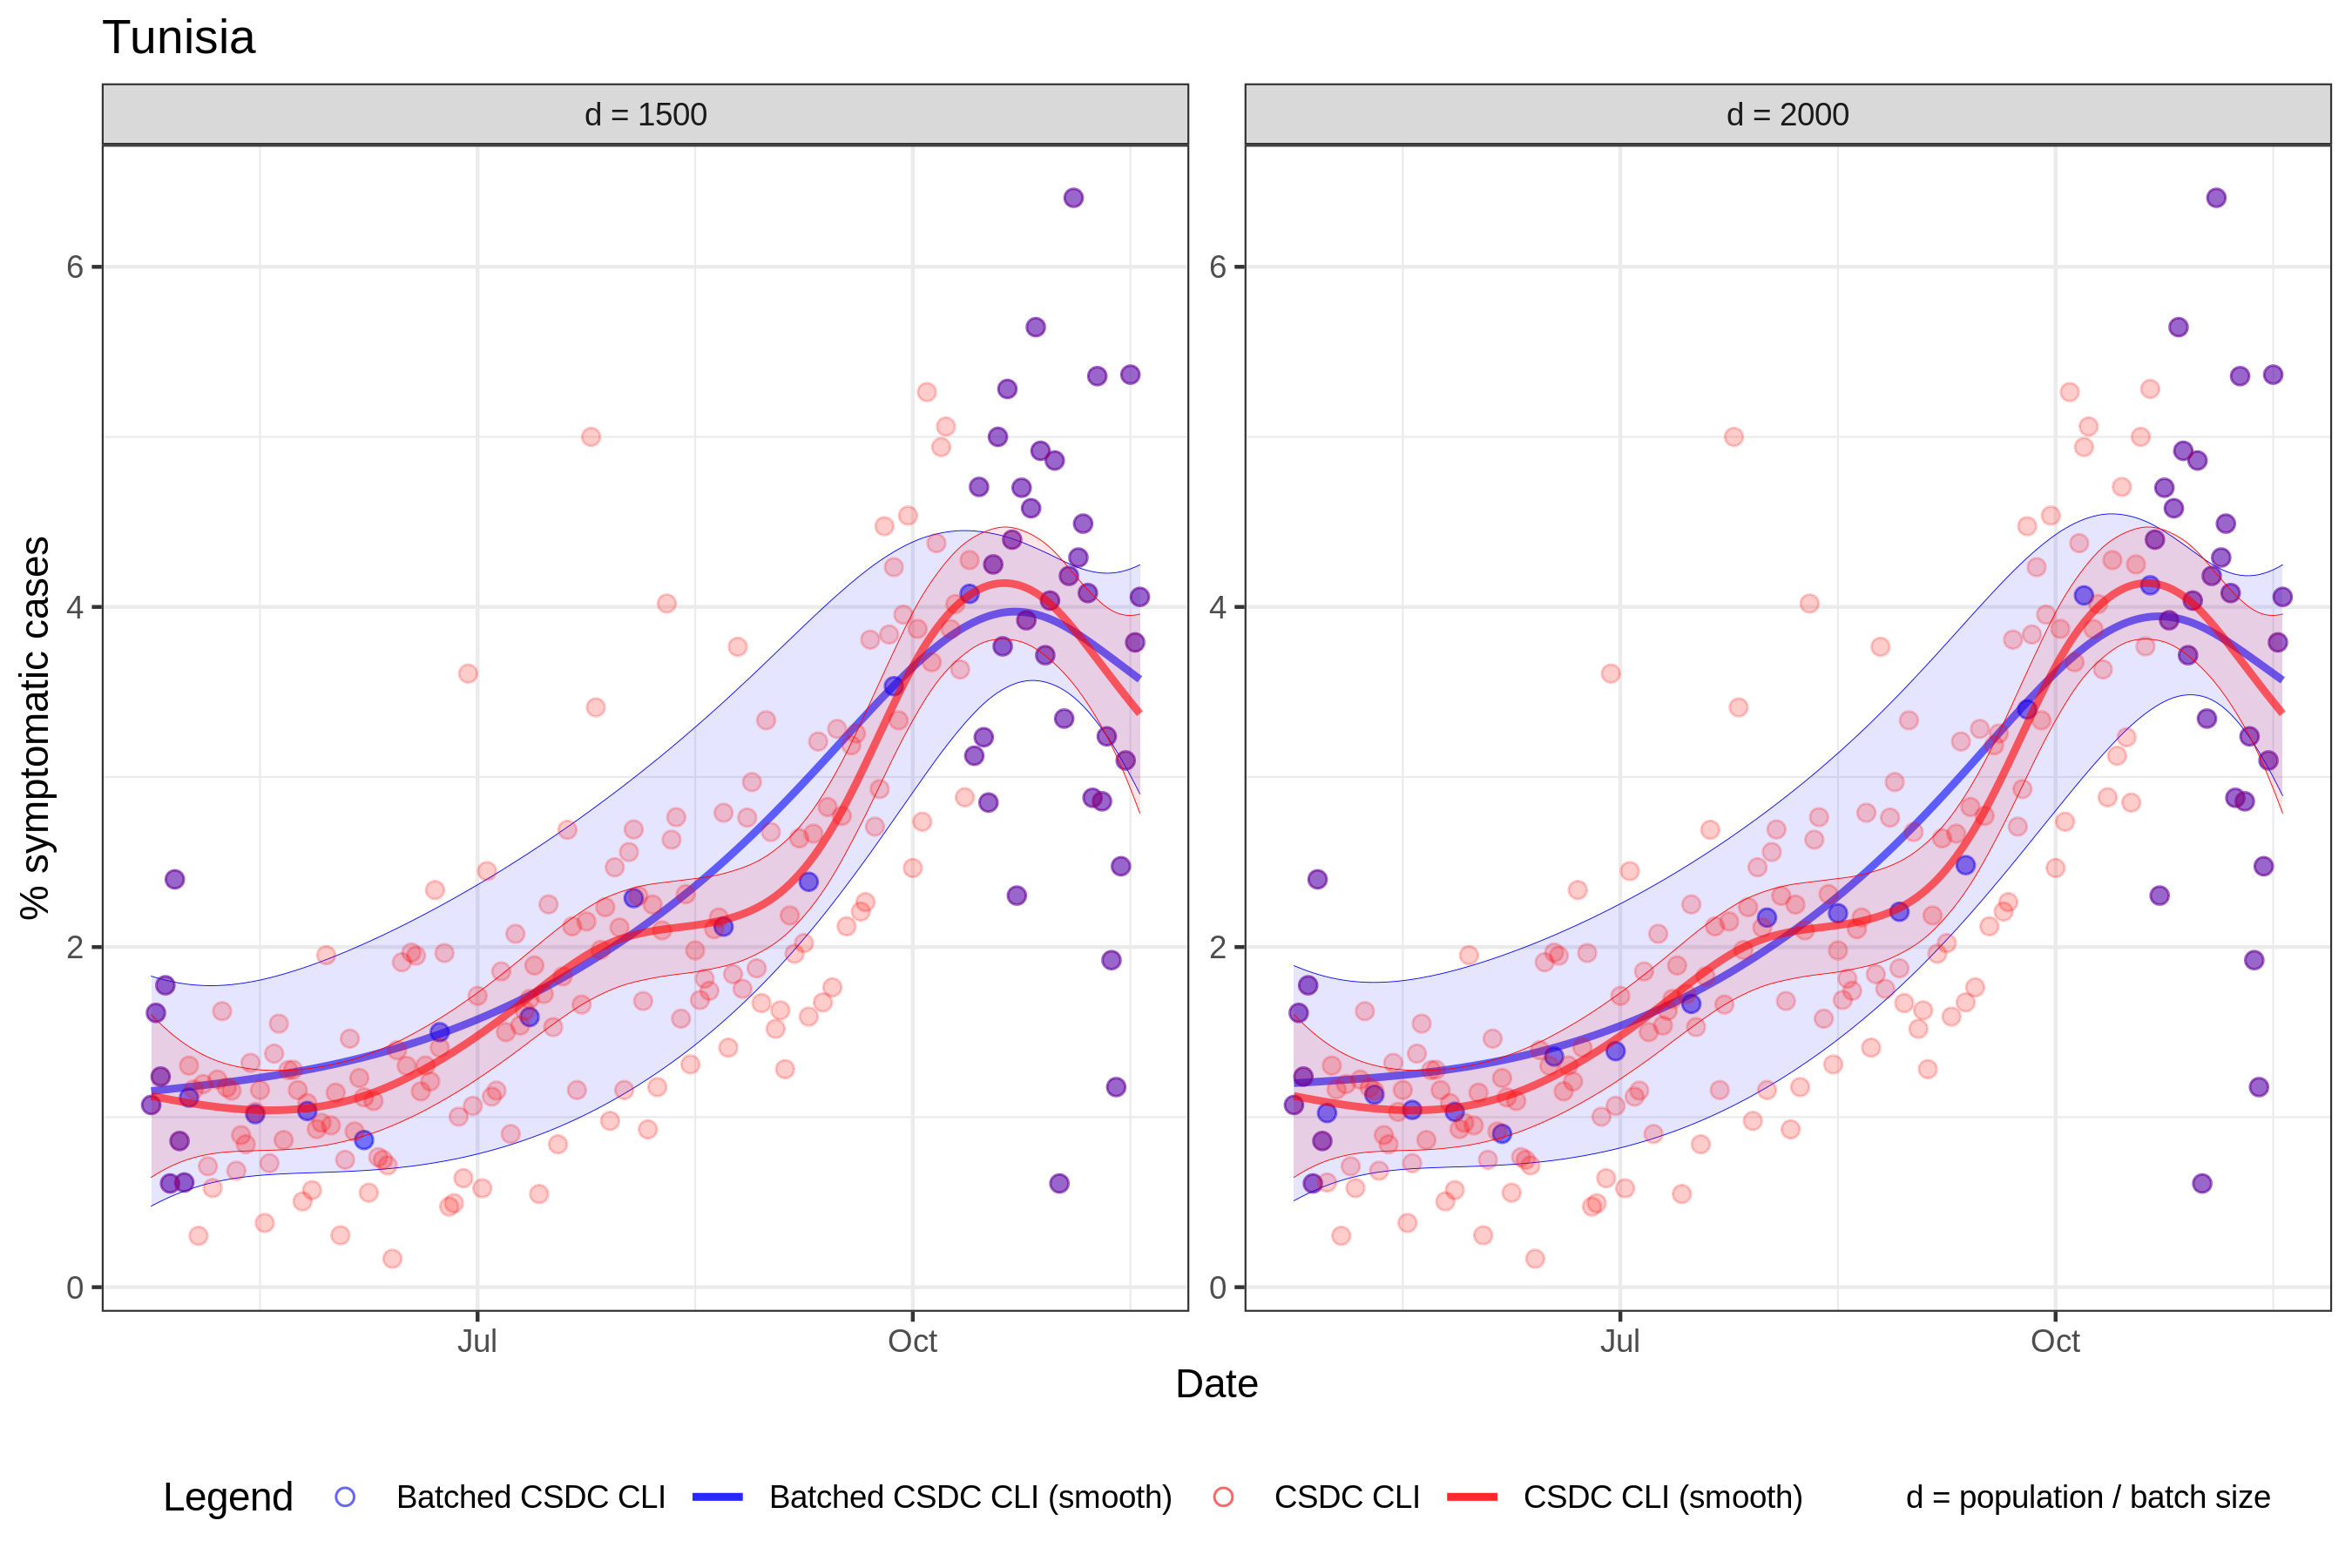 Tunisia
d = 1500
d = 2000
% symptomatic cases
6
4
2
0
6
4
2
0
Jul
Oct
Jul
Oct
Date
Legend
Batched CSDC CLI
Batched CSDC CLI (smooth)
CSDC CLI
CSDC CLI (smooth)
d = population / batch size